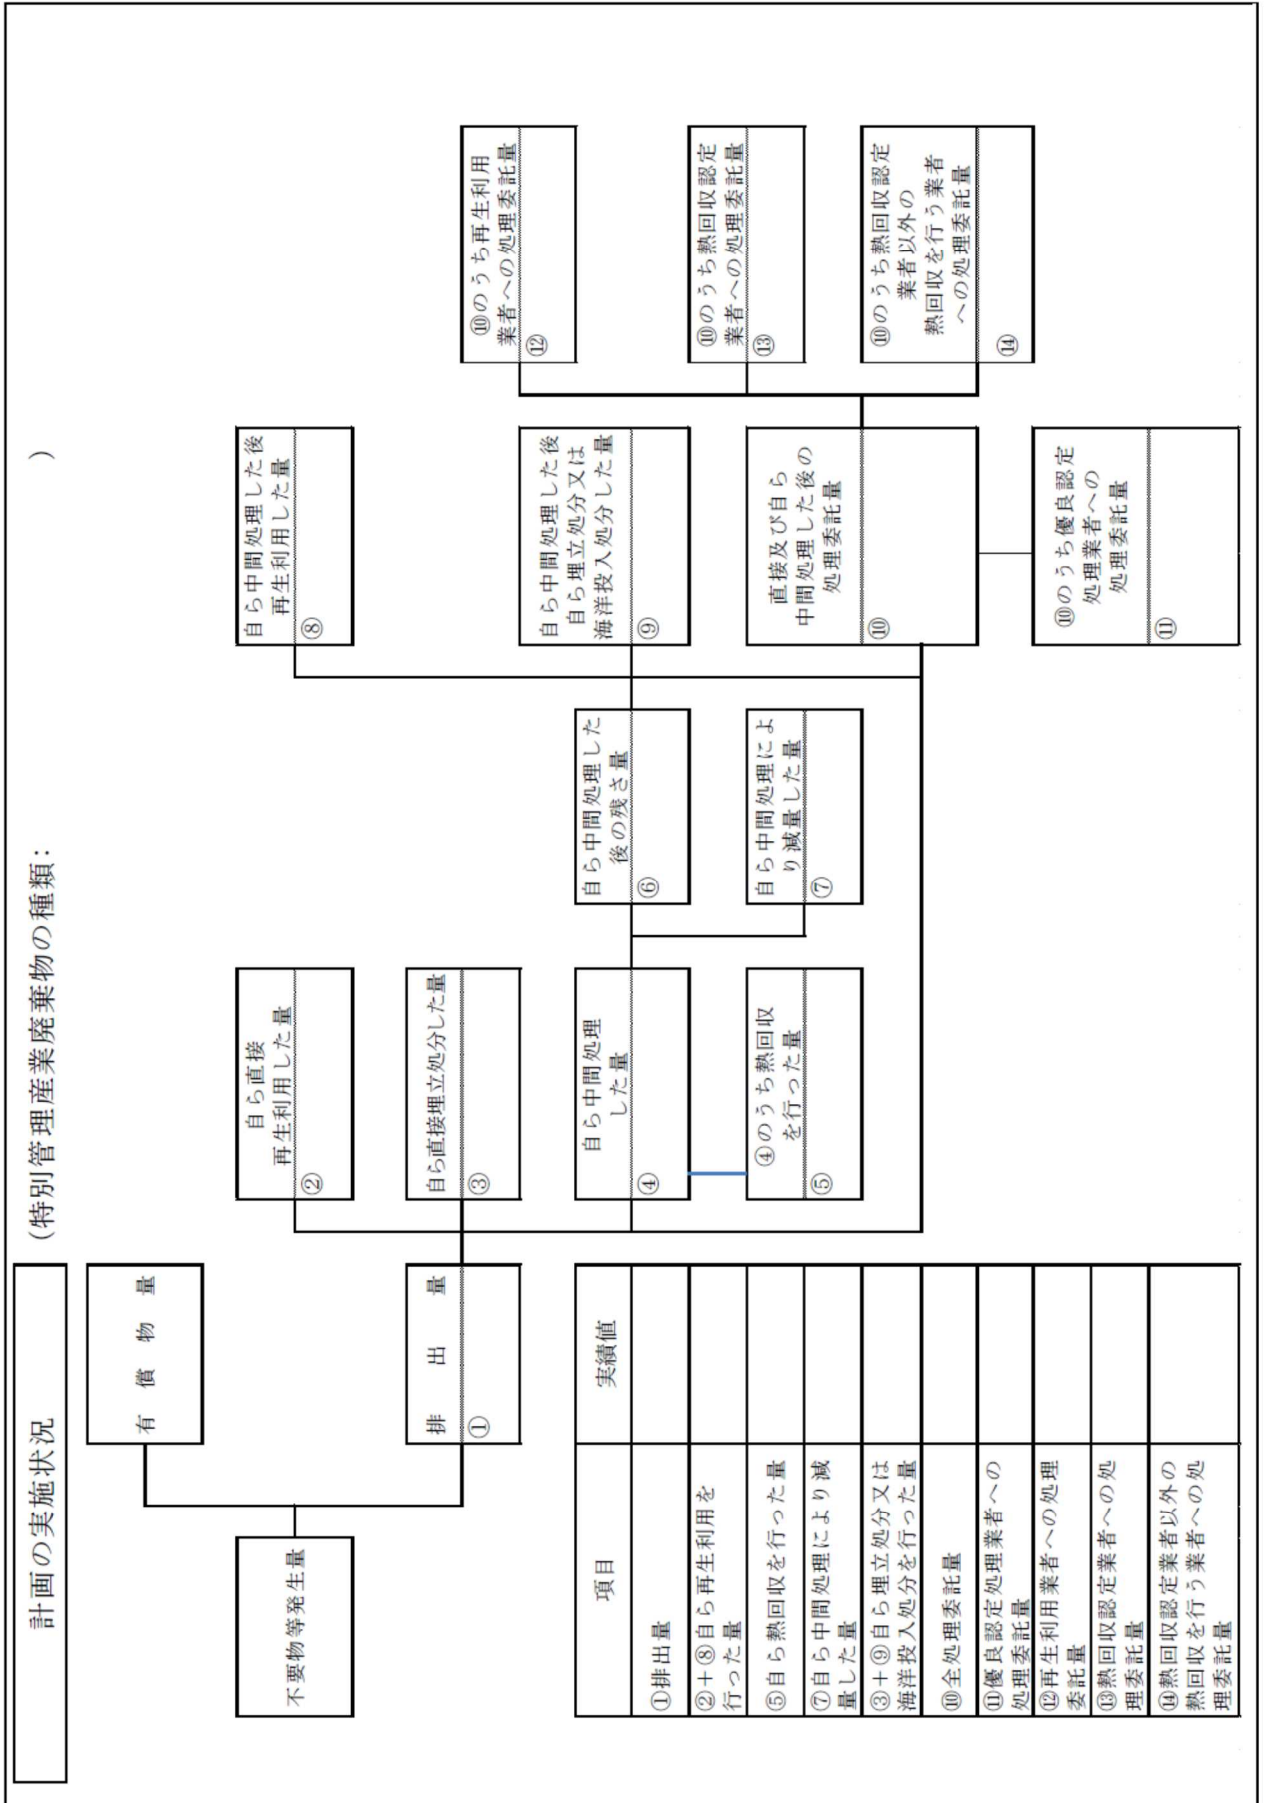 計画の実施状況
（特別管理産業廃棄物の種類：　　　　　）
不要物等発生量
有償物量
排出量
①
自ら直接
再生利用した量
②
自ら直接埋立処分した量
③
自ら中間処理
した量
④
④のうち熱回収
を行った量
⑤
自ら中間処理した
後の残さ量
⑥
自ら中間処理によ
り減量した量
⑦
自ら中間処理した後
再生利用した量
⑧
自ら中間処理した後
自ら埋立処分又は
海洋投入処分した量
⑨
直接及び自ら
中間処理した後の
処理委託量
⑩
⑩のうち優良認定
処理業者への
処理委託量
⑪
⑩のうち再生利用
業者への処理委託量
⑫
⑩のうち熱回収認定
業者への処理委託量
⑬
⑩のうち熱回収認定
業者以外の
熱回収を行う業者
への処理委託量
⑭
項目
実績値
①排出量
②＋⑧自ら再生利用を
行った量
⑤自ら熱回収を行った量
⑦自ら中間処理により減
量した量
③＋⑨自ら埋立処分又は
海洋投入処分を行った量
⑩全処理委託量
⑪優良認定処理業者への
処理委託量
⑫再生利用業者への処理
委託量
⑬熱回収認定業者への処
理委託量
⑭熱回収認定業者以外の
熱回収を行う業者への処
理委託量